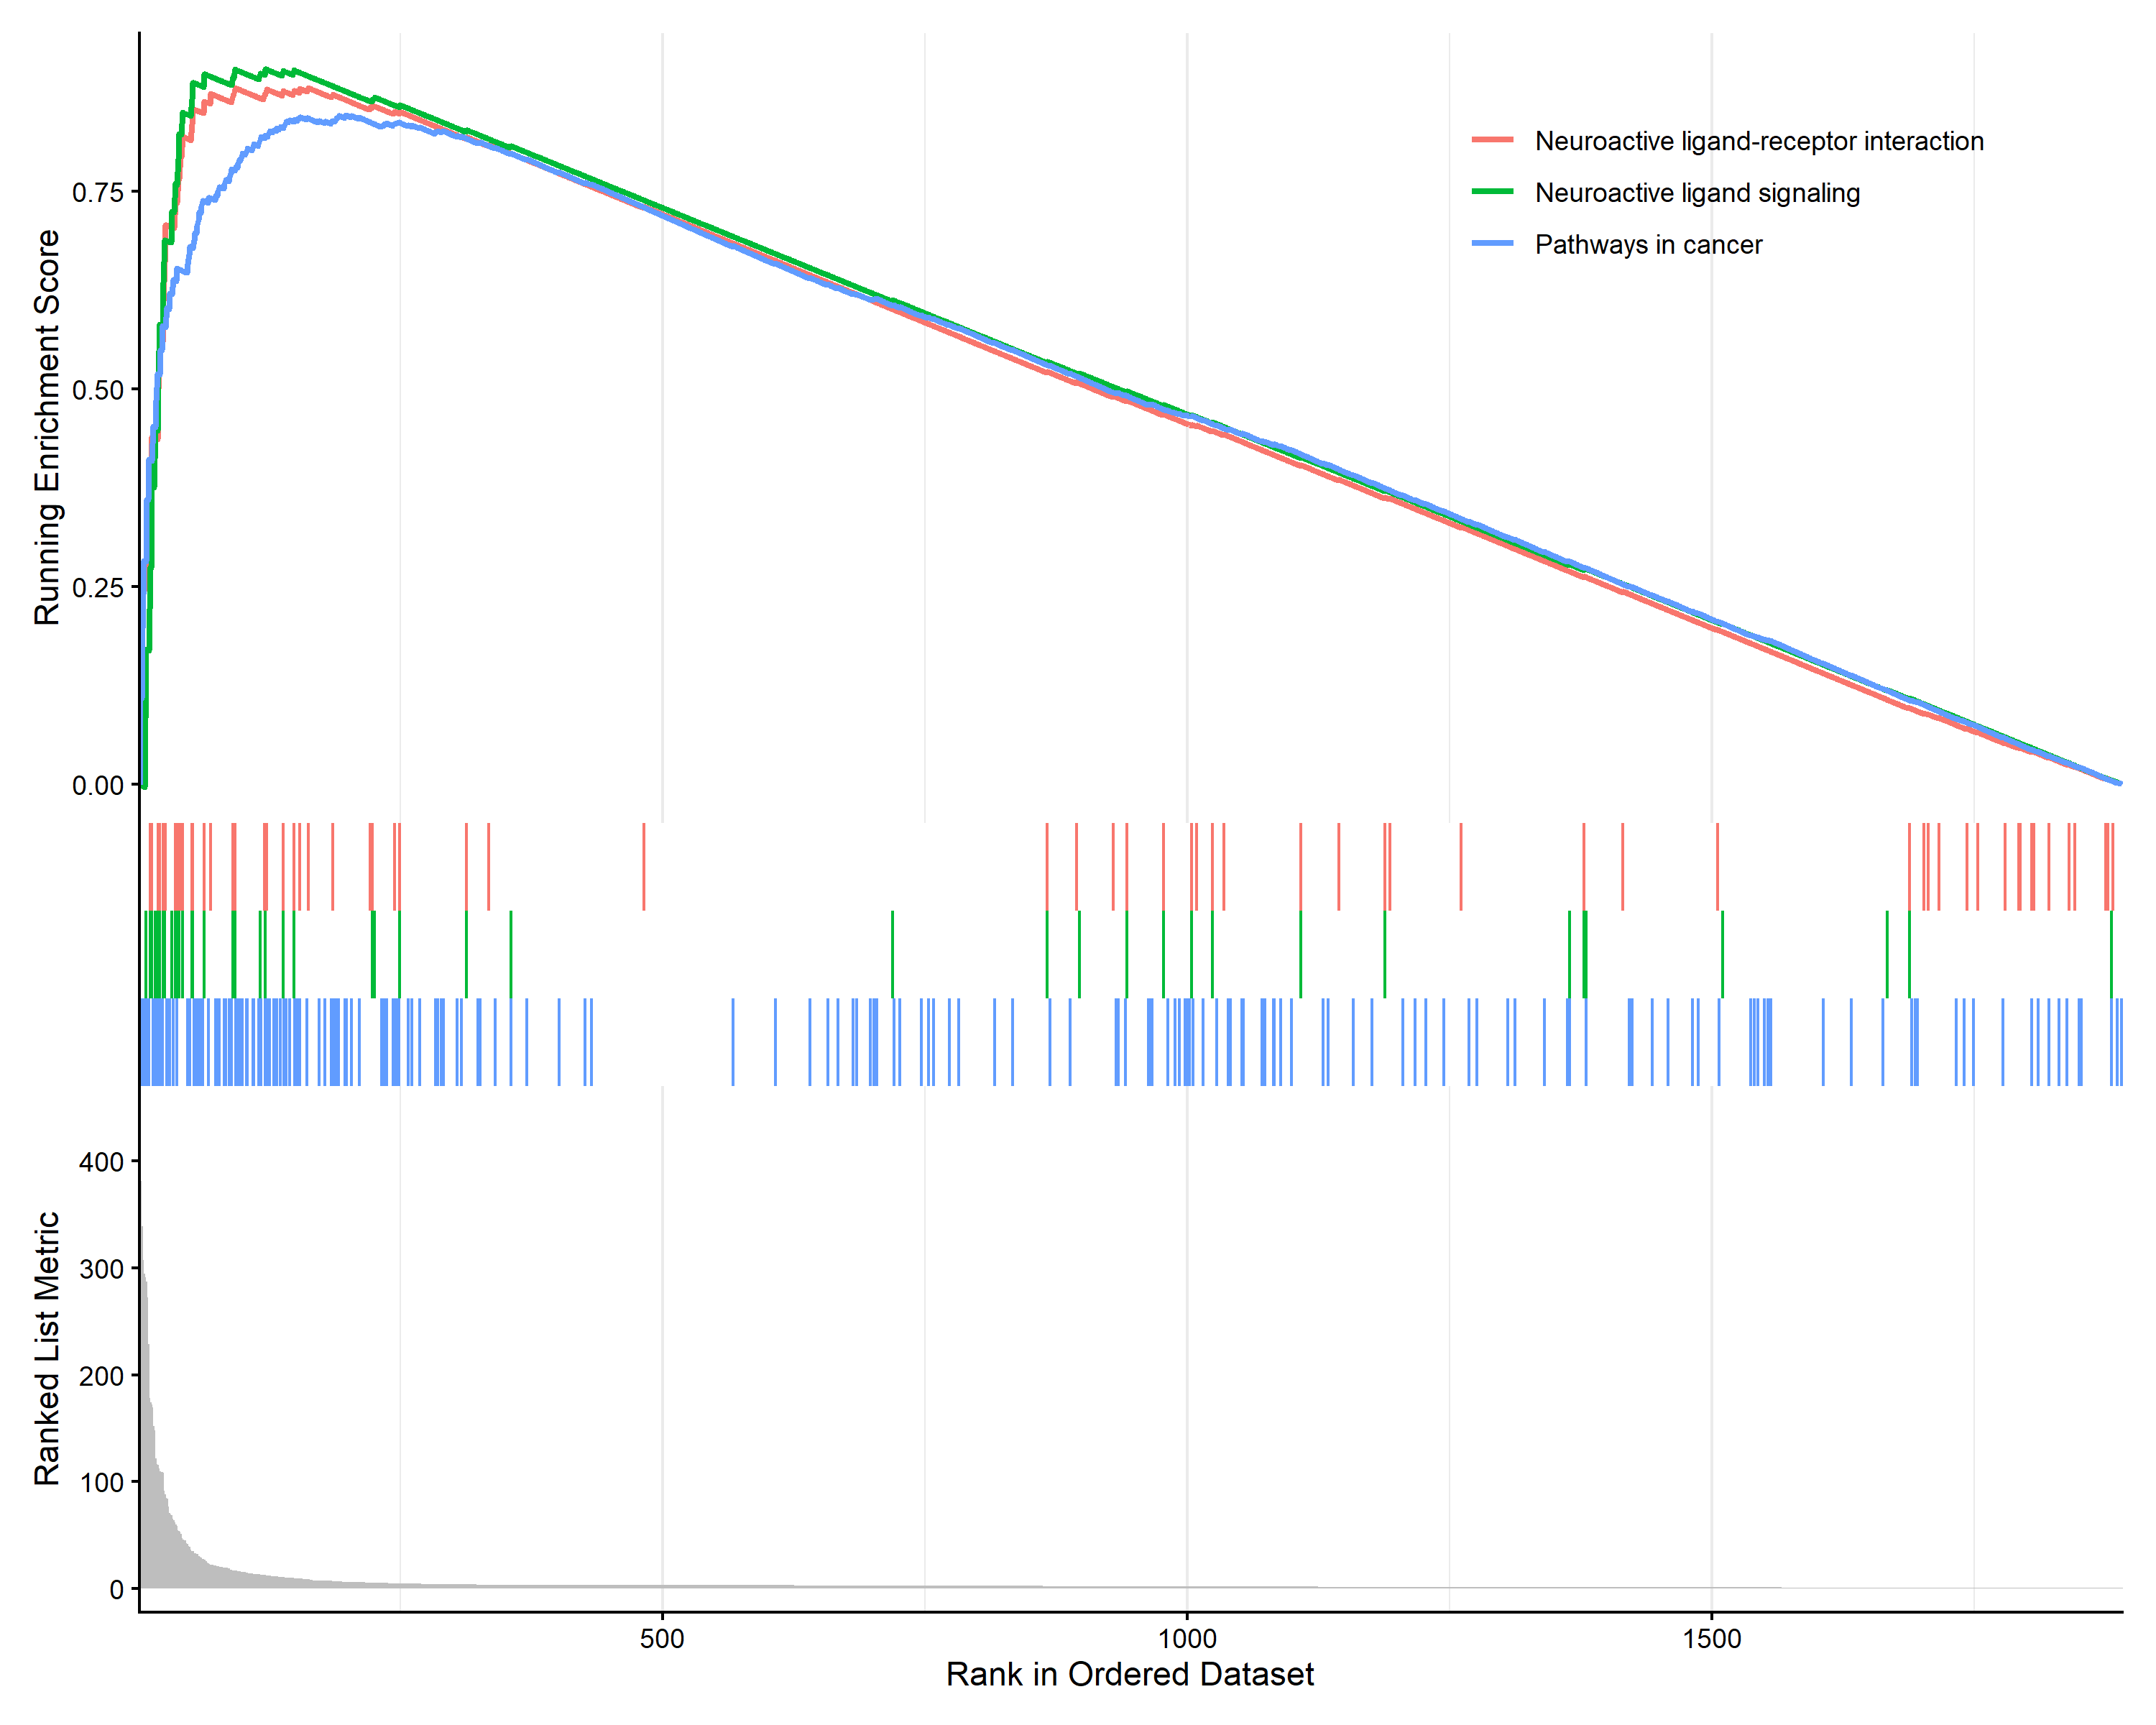 Running Enrichment Score
0.75
0.50
0.25
0.00
Neuroactive ligand-receptor interaction
Neuroactive ligand signaling
Pathways in cancer
Ranked List Metric
400
300
200
100
0
500 1000 1500
Rank in Ordered Dataset